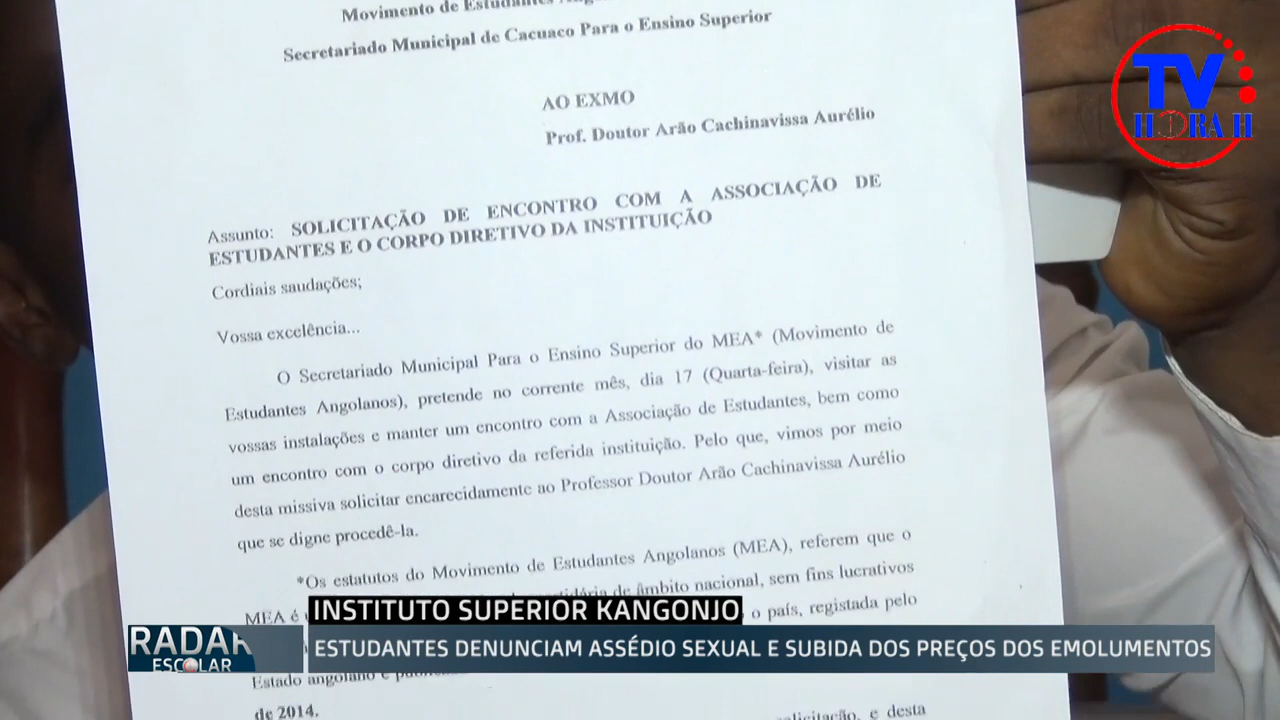 Movimento de Estudantes
Secretariado Municipal de Cacuaco Para o Ensino Superior
AO EXMO
Prof. Doutor Arão Cachinavissa Aurélio
Assunto: SOLICITAÇÃO DE ENCONTRO COM A ASSOCIAÇÃO DE
ESTUDANTES E O CORPO DIRETIVO DA INSTITUIÇÃO
Cordiais saudações;
Vossa excelência...
O Secretariado Municipal Para o Ensino Superior do MEA* (Movimento de
Estudantes Angolanos), pretende no corrente mês, dia 17 (Quarta-feira), visitar as
vossas instalações e manter um encontro com a Associação de Estudantes, bem como
um encontro com o corpo diretivo da referida instituição. Pelo que, vimos por meio
desta missiva solicitar encarecidamente ao Professor Doutor Arão Cachinavissa Aurélio
que se digne procedê-la.
*Os estatutos do Movimento de Estudantes Angolanos (MEA), referem que o
MEA é de âmbito nacional, sem fins lucrativos
o país, registada pelo
Estado angolano e
de 2014.
e desta
TV
HORA H
INSTITUTO SUPERIOR KANGONJO
RADAR
ESCOLAR
ESTUDANTES DENUNCIAM ASSÉDIO SEXUAL E SUBIDA DOS PREÇOS DOS EMOLUMENTOS